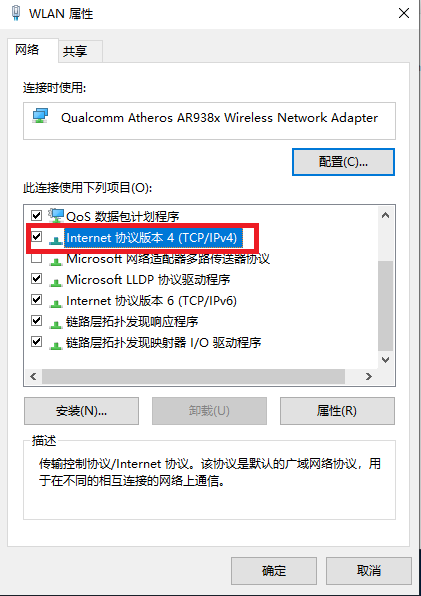 WLAN 属性
网络
共享
连接时使用:
Qualcomm Atheros AR938x Wireless Network Adapter
配置(C)...
此连接使用下列项目(O):
QoS 数据包计划程序
Internet 协议版本 4 (TCP/IPv4)
Microsoft 网络适配器多路传送器协议
Microsoft LLDP 协议驱动程序
Internet 协议版本 6 (TCP/IPv6)
链路层拓扑发现响应程序
链路层拓扑发现映射器 I/O 驱动程序
安装(N)...
卸载(U)
属性(R)
描述
传输控制协议/Internet 协议。该协议是默认的广域网络协议，用
于在不同的相互连接的网络上通信。
确定
取消